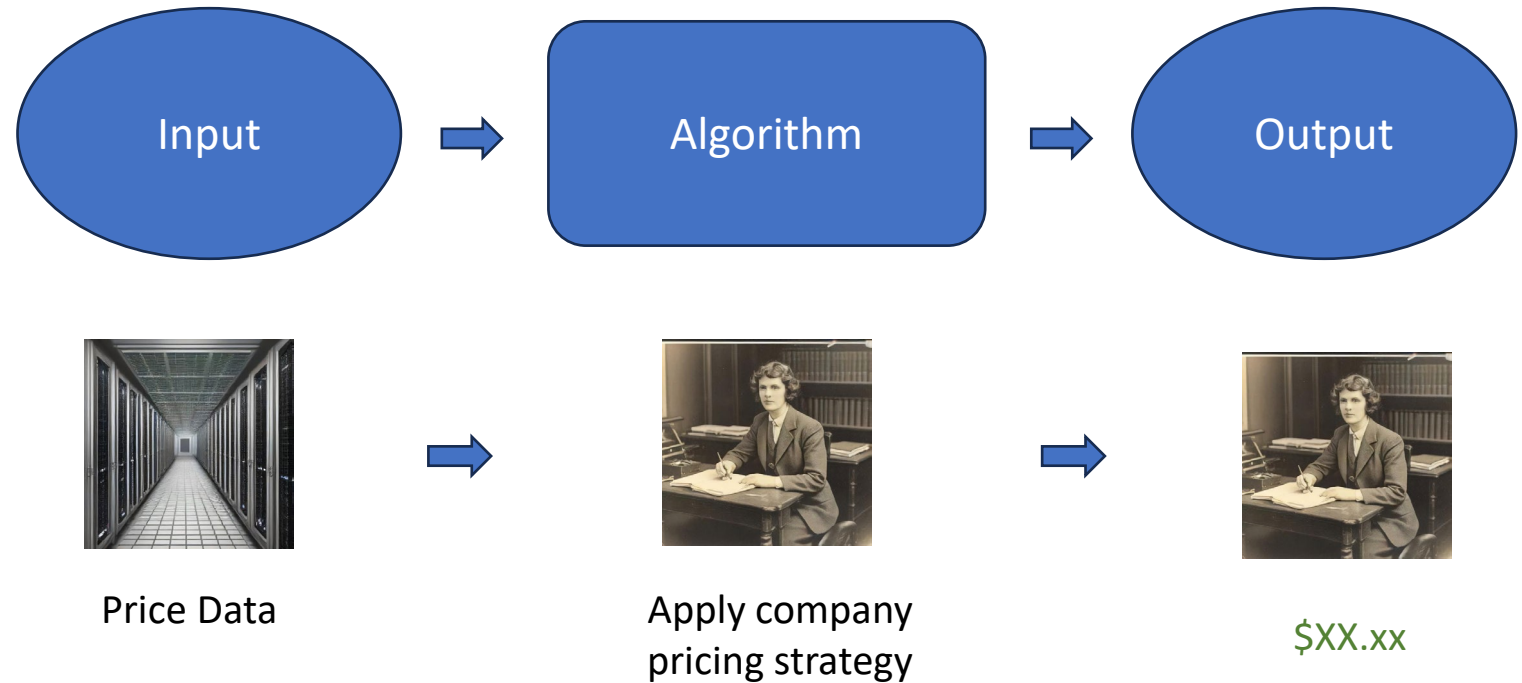 Input
Algorithm
Output
Price Data
Apply company
pricing strategy
$XX.xx